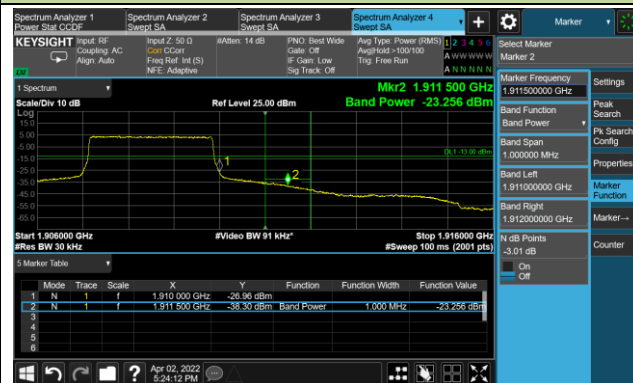 Spectrum Analyzer 1
Power Stat CCDF
Spectrum Analyzer 2
Swept SA
Spectrum Analyzer 3
Swept SA
Spectrum Analyzer 4
Swept SA
Marker
KEYSIGHT
Input: RF
Coupling: AC
Align: Auto
Input Z: 50 Ω
Corr CCorr
Freq Ref: Int (S)
NFE: Adaptive
#Atten: 14 dB
PNO: Best Wide
Gate: Off
IF Gain: Low
Sig Track: Off
Avg Type: Power (RMS)
Avg|Hold:>100/100
Trig: Free Run
1 2 3 4 5 6
A W W W W W
A N N N N N
LXI
Select Marker
Marker 2
1 Spectrum
Scale/Div 10 dB
Log
Ref Level 25.00 dBm
Mkr2 1.911 500 GHz
Band Power -23.256 dBm
15.0
5.00
-5.00
-15.0
-25.0
-35.0
-45.0
-55.0
-65.0
DL1 -13.00 dBm
1
2
Start 1.906000 GHz
#Res BW 30 kHz
#Video BW 91 kHz*
Stop 1.916000 GHz
#Sweep 100 ms (2001 pts)
Marker Frequency
1.911500000 GHz
Band Function
Band Power
Band Span
1.000000 MHz
Band Left
1.911000000 GHz
Band Right
1.912000000 GHz
N dB Points
-3.01 dB
On
Off
Settings
Peak Search
Pk Search Config
Properties
Marker Function
Marker→
Counter
5 Marker Table
Mode Trace Scale X Y Function Function Width Function Value
1 N 1 f 1.910 000 GHz -26.96 dBm
2 N 1 f 1.911 500 GHz -38.30 dBm Band Power 1.000 MHz -23.256 dBm
3
4
5
6
?
Apr 02, 2022
5:24:12 PM